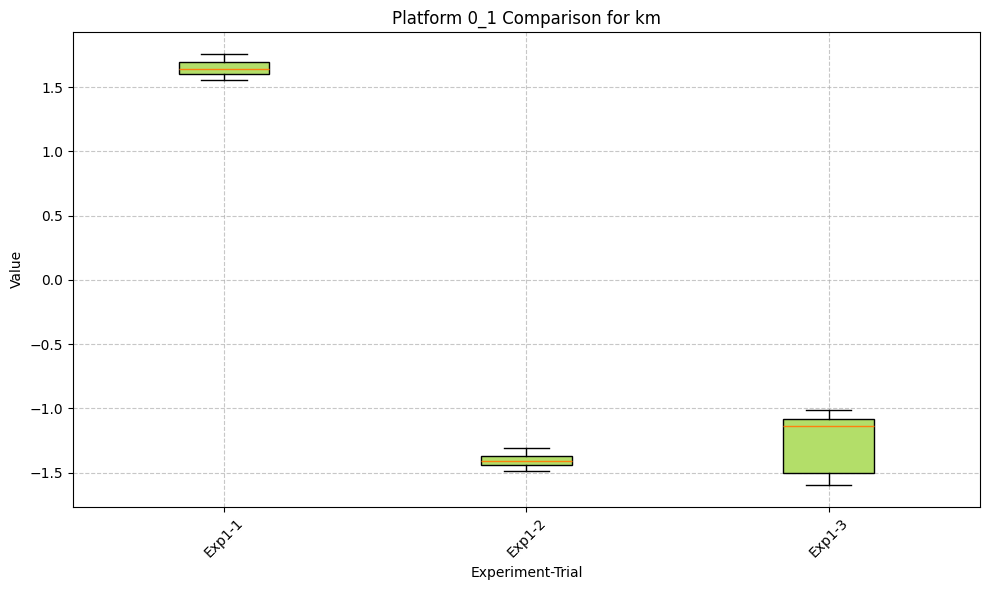 Platform 0_1 Comparison for km
Value
1.5
1.0
0.5
0.0
−0.5
−1.0
−1.5
Exp1-1
Exp1-2
Exp1-3
Experiment-Trial